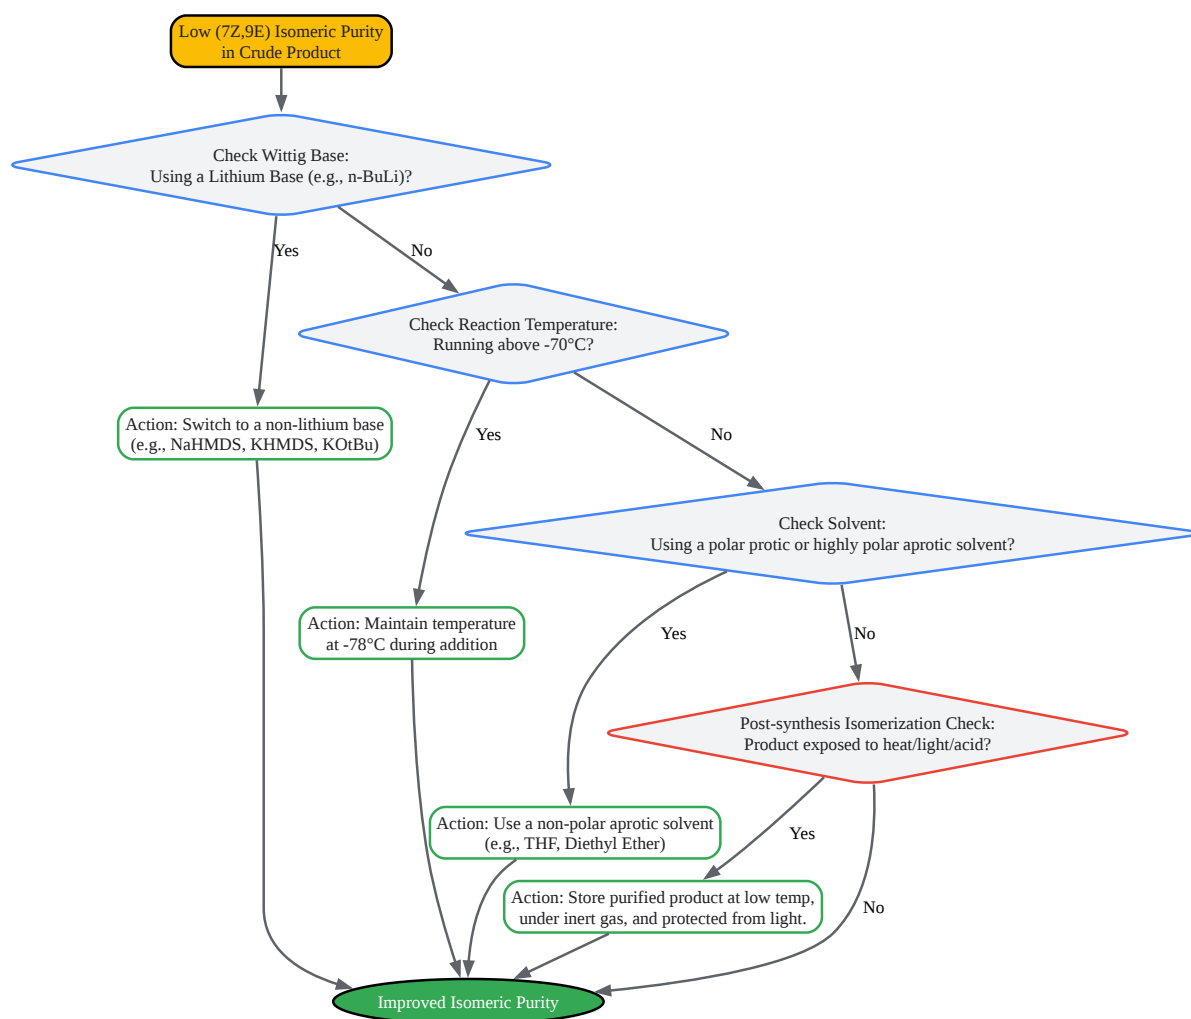 Low (7Z,9E) Isomeric Purity
in Crude Product
Check Wittig Base:
Using a Lithium Base (e.g., n-BuLi)?
Yes
No
Check Reaction Temperature:
Running above -70°C?
Action: Switch to a non-lithium base
(e.g., NaHMDS, KHMDS, KOtBu)
Yes
No
Check Solvent:
Using a polar protic or highly polar aprotic solvent?
Action: Maintain temperature
at -78°C during addition
Yes
No
Post-synthesis Isomerization Check:
Product exposed to heat/light/acid?
Action: Use a non-polar aprotic solvent
(e.g., THF, Diethyl Ether)
Yes
Action: Store purified product at low temp,
under inert gas, and protected from light.
No
Improved Isomeric Purity